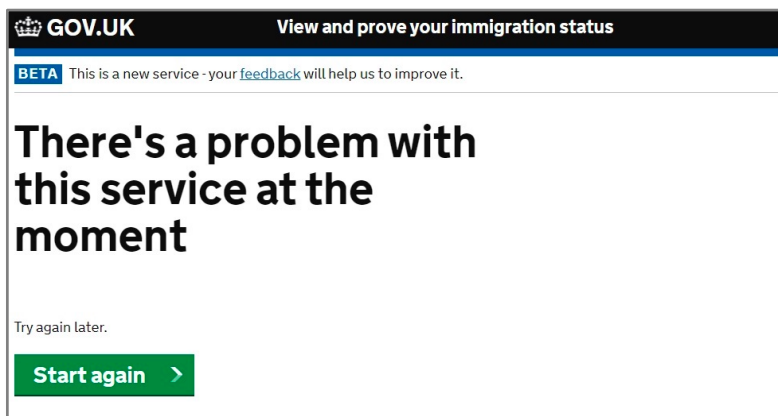 GOV.UK View and prove your immigration status
BETA This is a new service - your feedback will help us to improve it.
There's a problem with
this service at the
moment
Try again later.
Start again